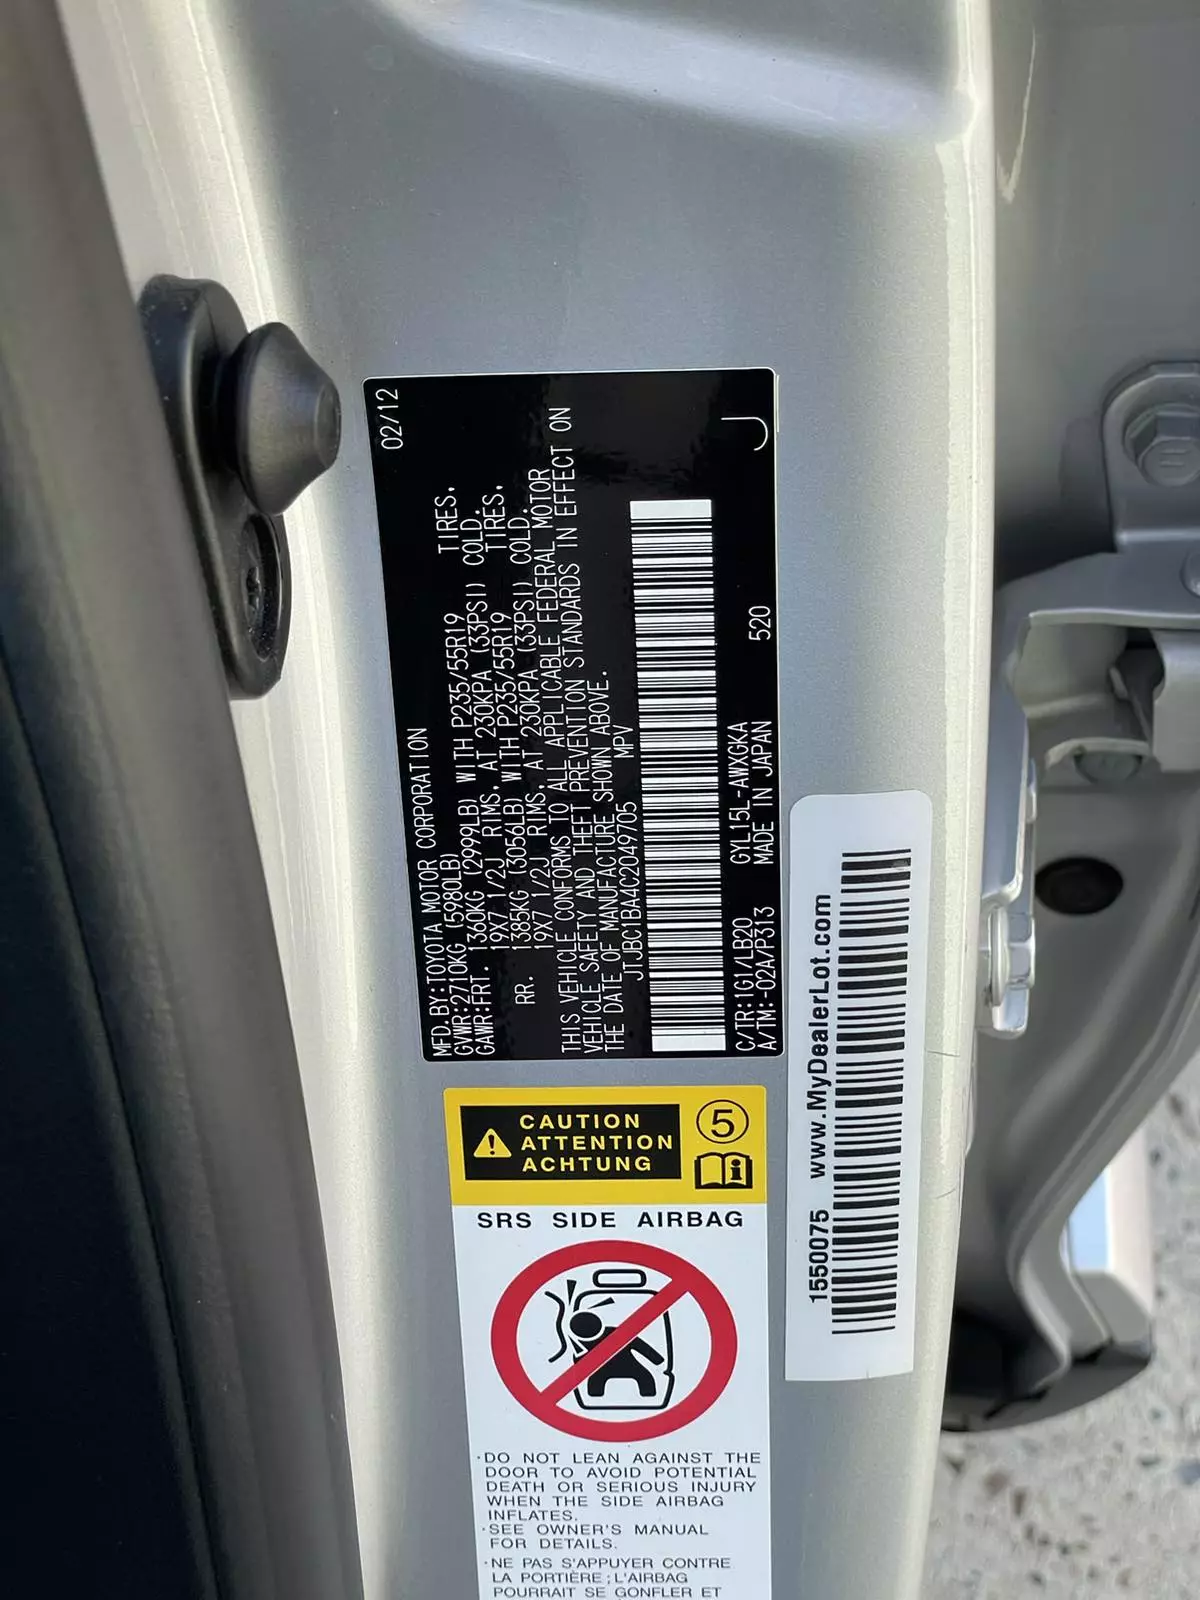 02/12
MFD.BY:TOYOTA MOTOR CORPORATION
GVWR:2710KG (5980LB)
GAWR:FRT. 1360KG (2999LB) WITH P235/55R19 TIRES,
19X7 1/2J RIMS, AT 230KPA (33PSI) COLD.
RR. 1385KG (3056LB) WITH P235/55R19 TIRES,
19X7 1/2J RIMS, AT 230KPA (33PSI) COLD.
THIS VEHICLE CONFORMS TO ALL APPLICABLE FEDERAL MOTOR
VEHICLE SAFETY AND THEFT PREVENTION STANDARDS IN EFFECT ON
THE DATE OF MANUFACTURE SHOWN ABOVE.
JTJBC1BA4C2049705 MPV
C/TR:1G1/LB20 GYL15L-AWXGKA 520
A/TM:-02A/P313 MADE IN JAPAN
J
1550075 www.MyDealerLot.com
CAUTION
ATTENTION
ACHTUNG
5
i
SRS SIDE AIRBAG
·DO NOT LEAN AGAINST THE
DOOR TO AVOID POTENTIAL
DEATH OR SERIOUS INJURY
WHEN THE SIDE AIRBAG
INFLATES.
·SEE OWNER'S MANUAL
FOR DETAILS.
·NE PAS S'APPUYER CONTRE
LA PORTIÈRE ; L'AIRBAG
POURRAIT SE GONFLER ET